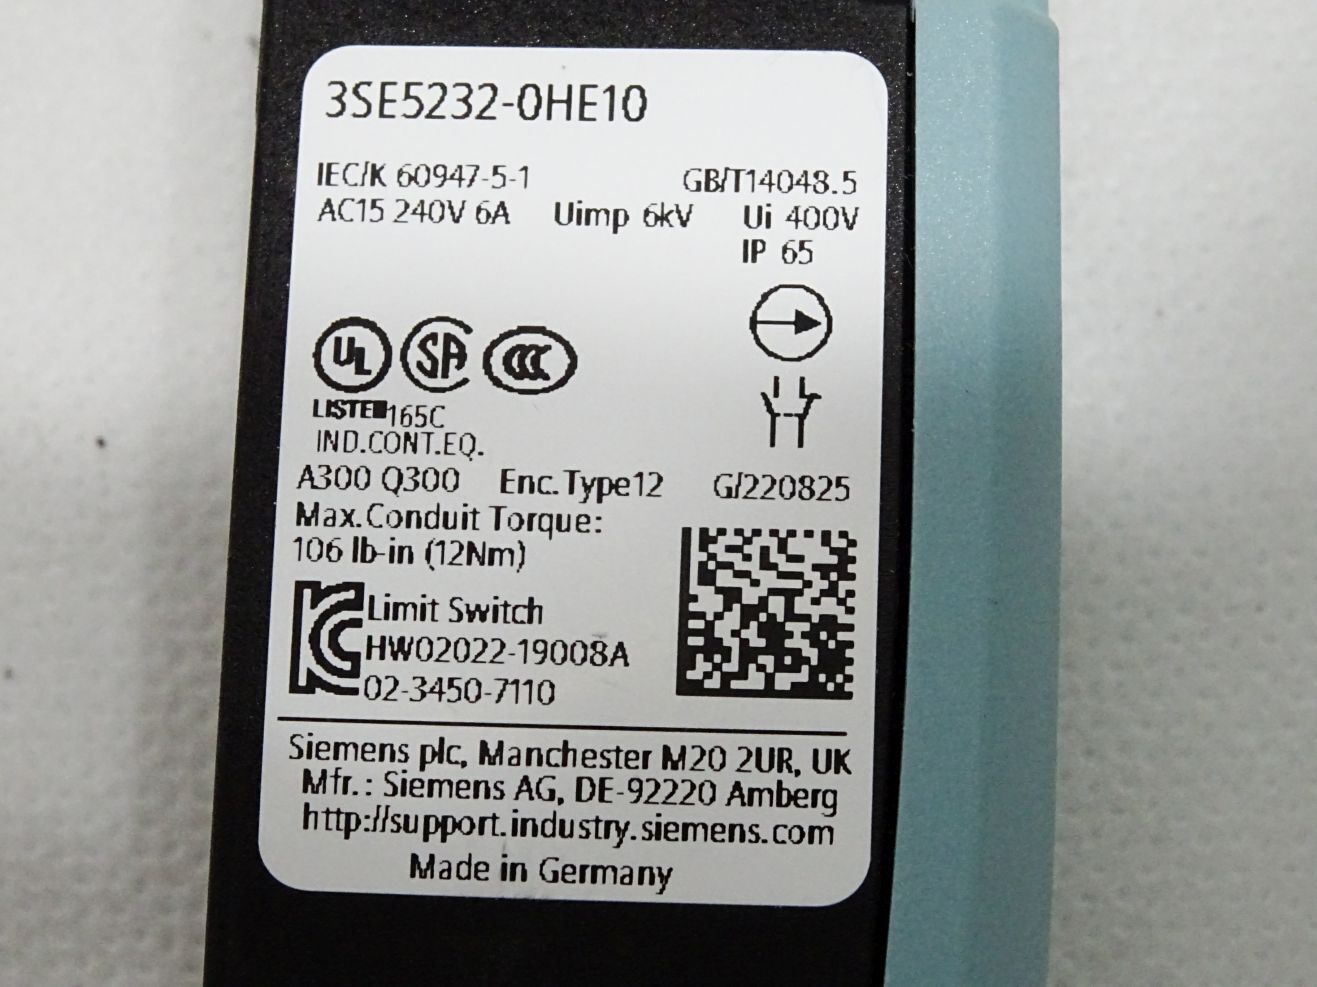 3SE5232-0HE10
IEC/K 60947-5-1 GB/T14048.5
AC15 240V 6A Uimp 6kV Ui 400V
IP 65
UL SA CCC
LISTED 165C
IND.CONT.EQ.
A300 Q300 Enc.Type12 G/220825
Max.Conduit Torque:
106 lb-in (12Nm)
Limit Switch
HW02022-19008A
02-3450-7110
Siemens plc, Manchester M20 2UR, UK
Mfr.: Siemens AG, DE-92220 Amberg
http://support.industry.siemens.com
Made in Germany